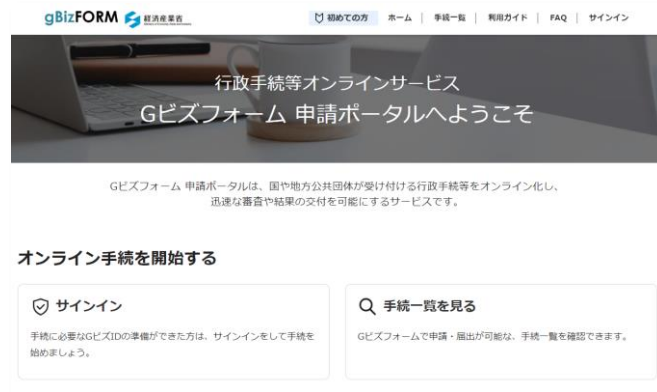 gBizFORM 経済産業省 初めての方 ホーム | 手続一覧 | 利用ガイド | FAQ | サインイン
行政手続等オンラインサービス
Gビズフォーム 申請ポータルへようこそ
Gビズフォーム 申請ポータルは、国や地方公共団体が受け付ける行政手続等をオンライン化し、
迅速な審査や結果の交付を可能にするサービスです。
オンライン手続を開始する
サインイン
手続に必要なGビズIDの準備ができた方は、サインインをして手続を
始めましょう。
手続一覧を見る
Gビズフォームで申請・届出が可能な、手続一覧を確認できます。